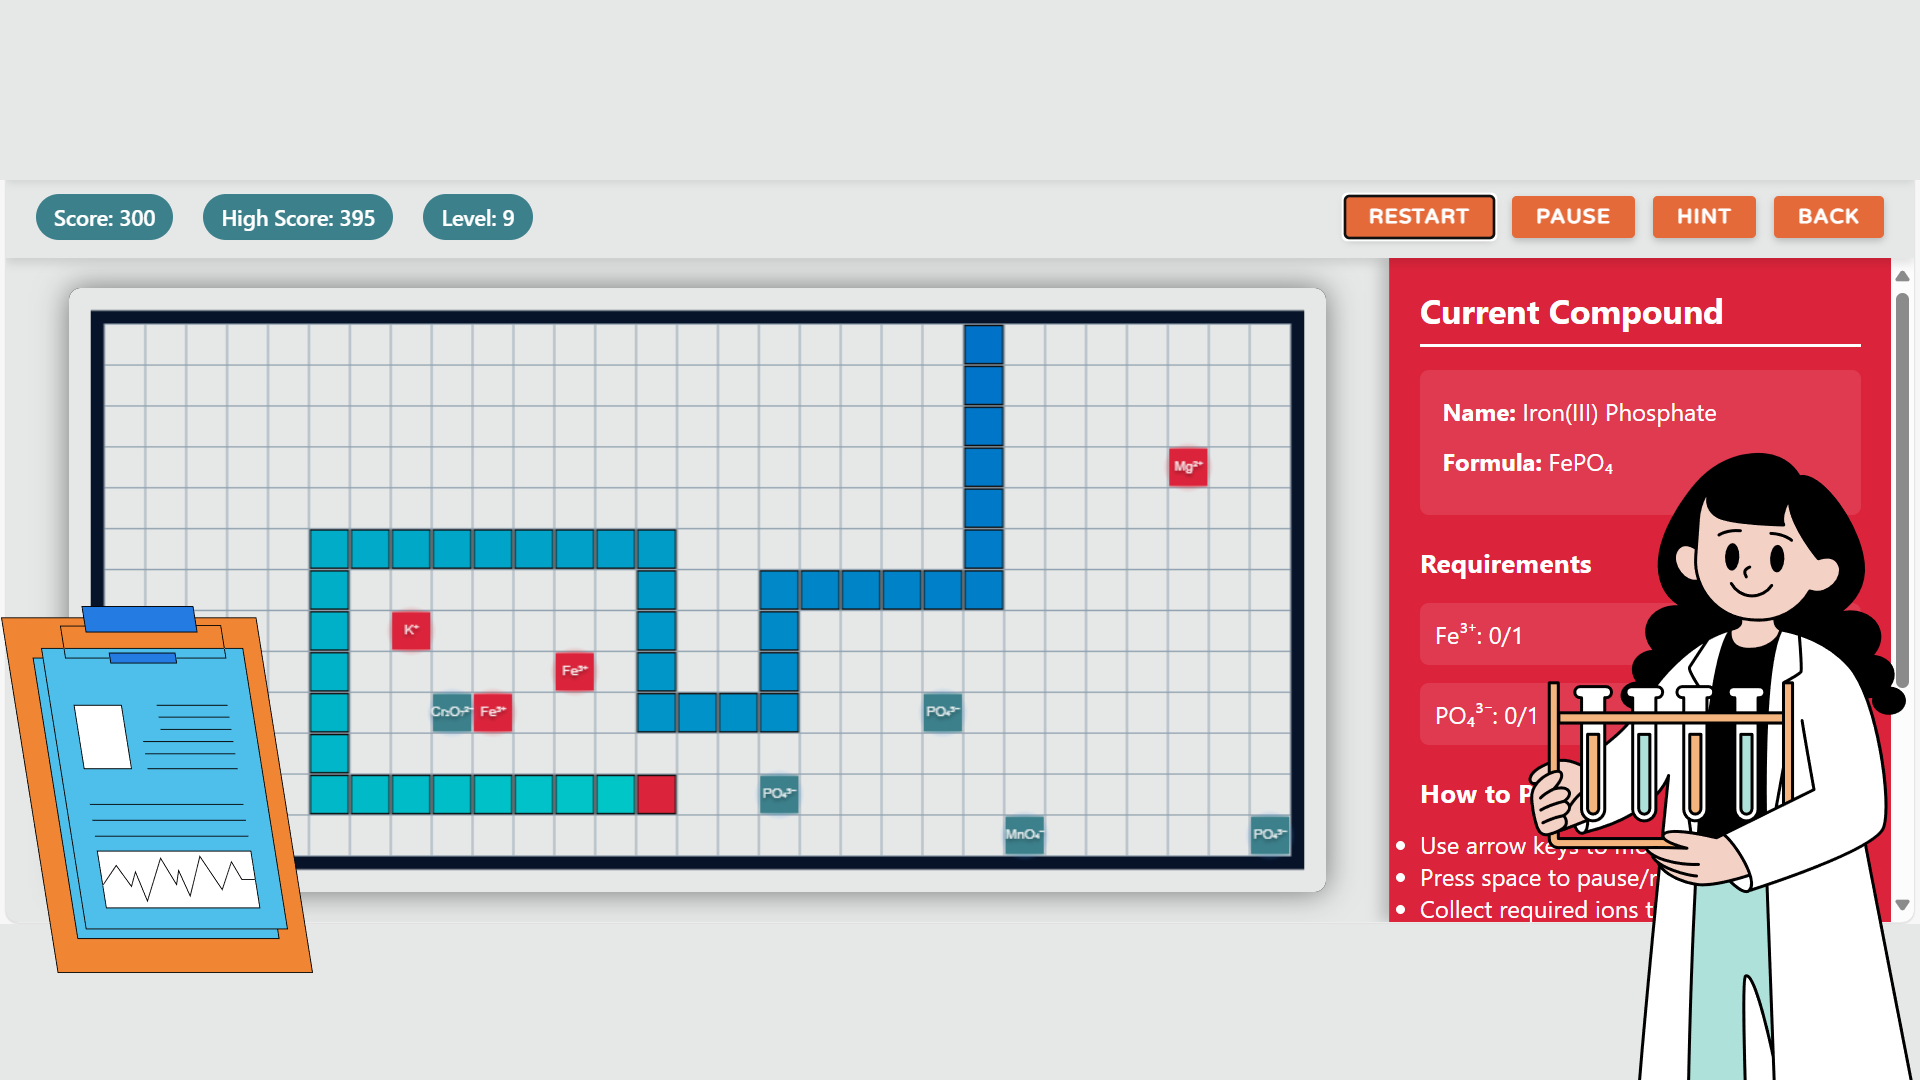 Score: 300
High Score: 395
Level: 9
RESTART
PAUSE
HINT
BACK
Current Compound
Name: Iron(III) Phosphate
Formula: FePO₄
Mg²⁺
Requirements
K⁺
Fe³⁺: 0/1
Fe³⁺
Cr₂O₇²⁻
Fe³⁺
PO₄³⁻
PO₄³⁻: 0/1
PO₄³⁻
How to
MnO₄⁻
PO₄³⁻
Use arrow keys to
Press space to pause/
Collect required ions